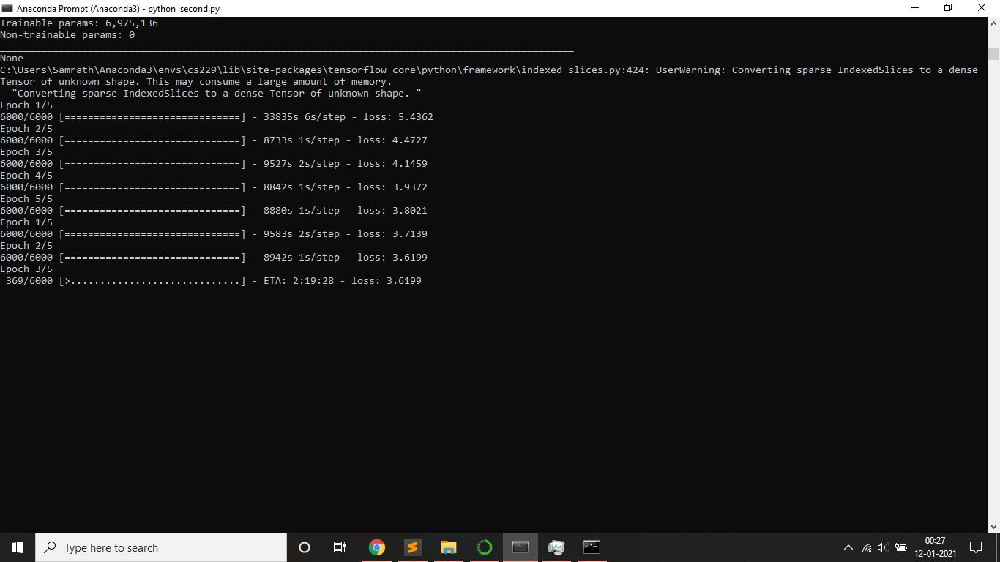 Anaconda Prompt (Anaconda3) - python  second.py
Trainable params: 6,975,136
Non-trainable params: 0
__________________________________________________________________________________________________
None
C:\Users\Samrath\Anaconda3\envs\cs229\lib\site-packages\tensorflow_core\python\framework\indexed_slices.py:424: UserWarning: Converting sparse IndexedSlices to a dense
Tensor of unknown shape. This may consume a large amount of memory.
  "Converting sparse IndexedSlices to a dense Tensor of unknown shape. "
Epoch 1/5
6000/6000 [==============================] - 33835s 6s/step - loss: 5.4362
Epoch 2/5
6000/6000 [==============================] - 8733s 1s/step - loss: 4.4727
Epoch 3/5
6000/6000 [==============================] - 9527s 2s/step - loss: 4.1459
Epoch 4/5
6000/6000 [==============================] - 8842s 1s/step - loss: 3.9372
Epoch 5/5
6000/6000 [==============================] - 8880s 1s/step - loss: 3.8021
Epoch 1/5
6000/6000 [==============================] - 9583s 2s/step - loss: 3.7139
Epoch 2/5
6000/6000 [==============================] - 8942s 1s/step - loss: 3.6199
Epoch 3/5
 369/6000 [>.............................] - ETA: 2:19:28 - loss: 3.6199
Type here to search
00:27
12-01-2021